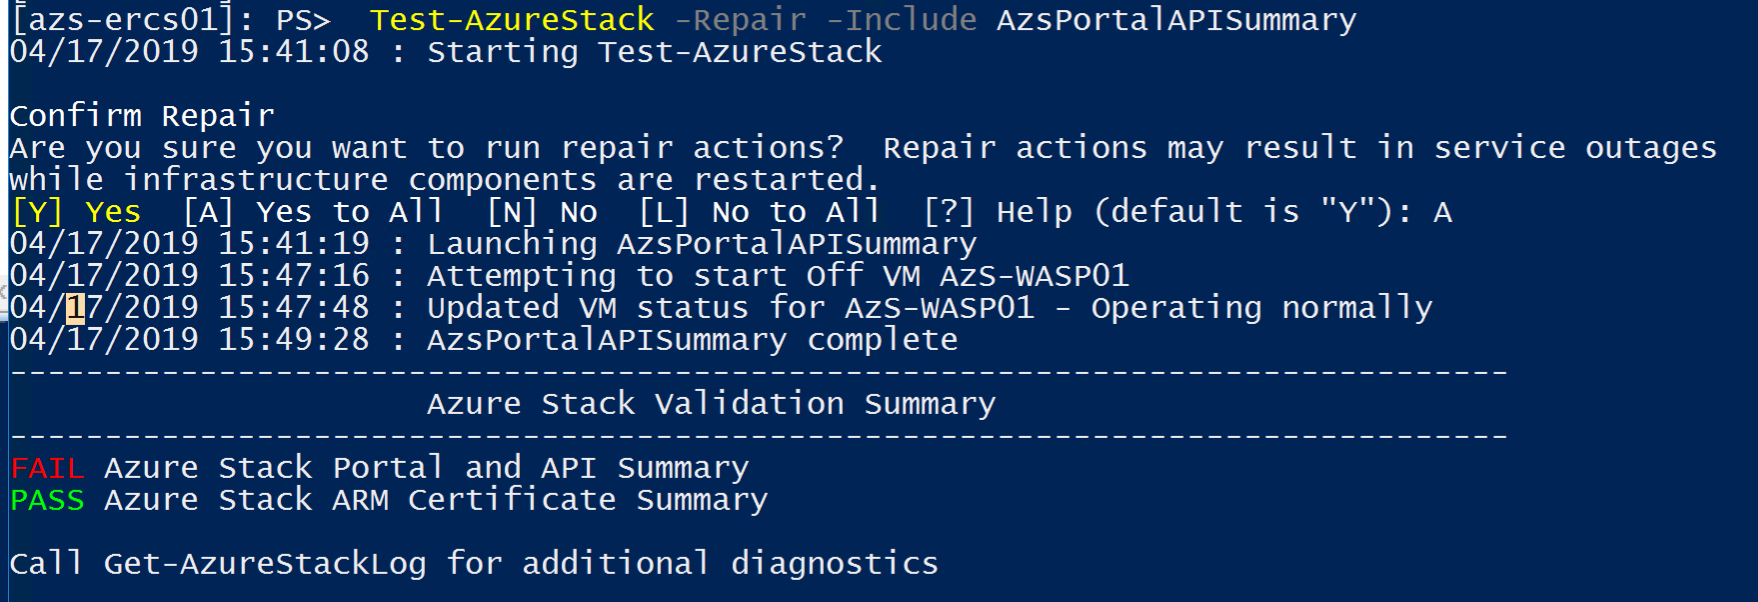 [azs-ercs01]: PS>  Test-AzureStack -Repair -Include AzsPortalAPISummary
04/17/2019 15:41:08 : Starting Test-AzureStack
Confirm Repair
Are you sure you want to run repair actions?  Repair actions may result in service outages
while infrastructure components are restarted.
[Y] Yes  [A] Yes to All  [N] No  [L] No to All  [?] Help (default is "Y"): A
04/17/2019 15:41:19 : Launching AzsPortalAPISummary
04/17/2019 15:47:16 : Attempting to start Off VM AzS-WASP01
04/17/2019 15:47:48 : Updated VM status for AzS-WASP01 - Operating normally
04/17/2019 15:49:28 : AzsPortalAPISummary complete
-------------------------------------------------------------------------------
Azure Stack Validation Summary
-------------------------------------------------------------------------------
FAIL Azure Stack Portal and API Summary
PASS Azure Stack ARM Certificate Summary
Call Get-AzureStackLog for additional diagnostics